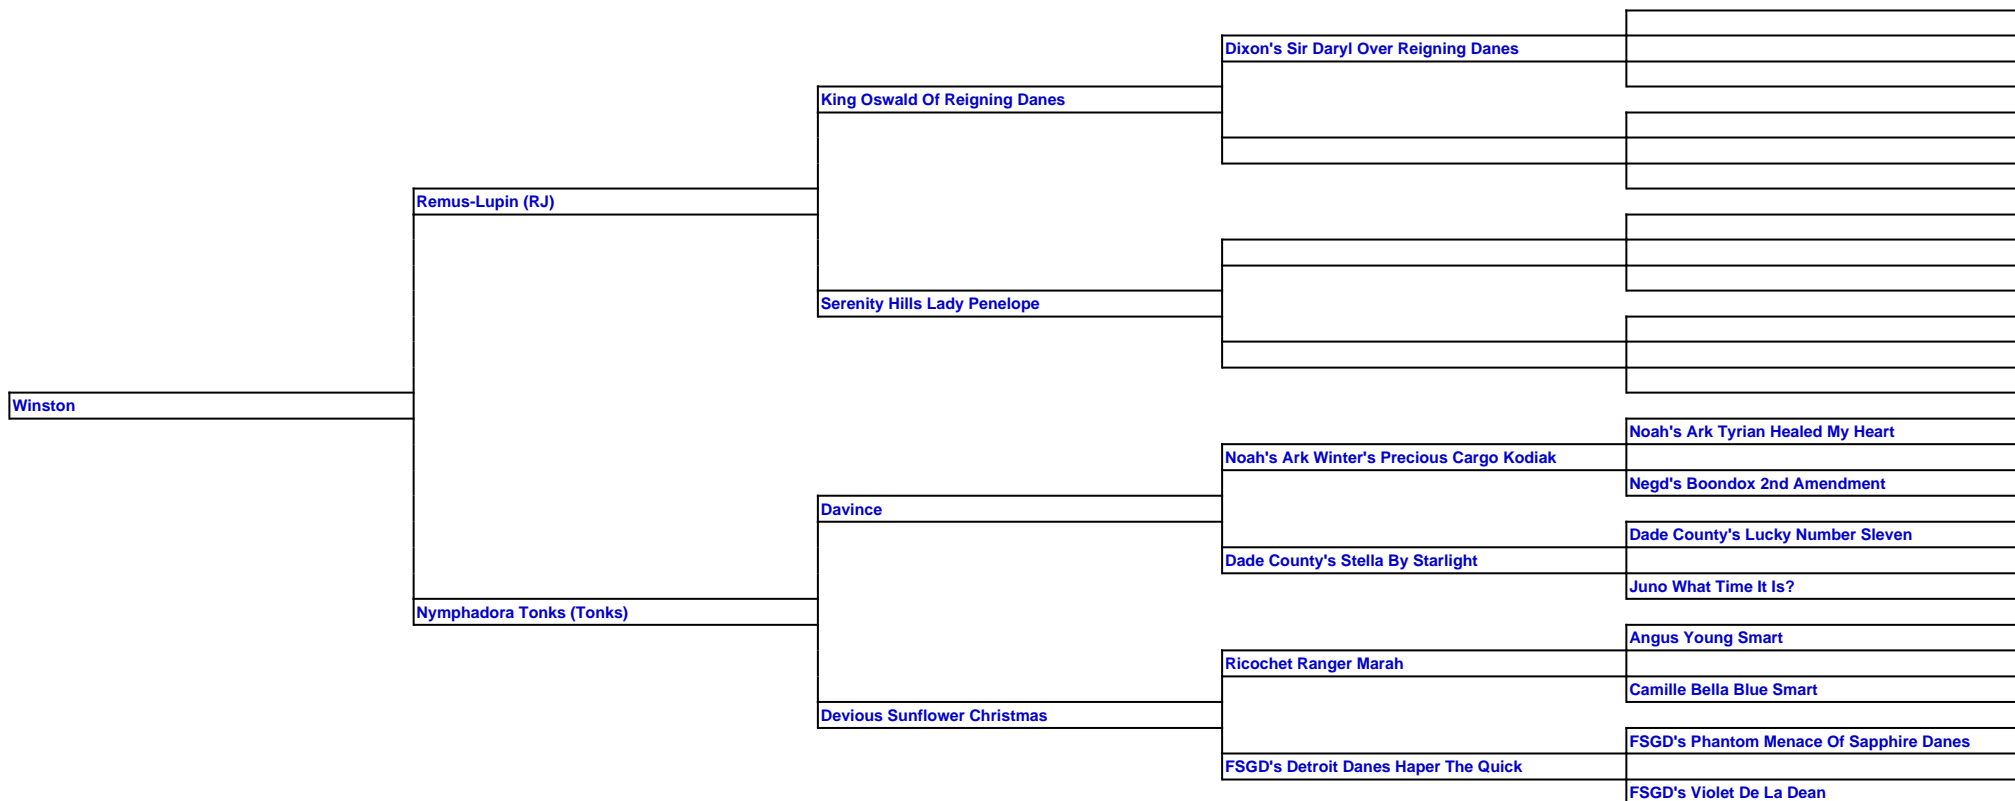 Dixon's Sir Daryl Over Reigning Danes
King Oswald Of Reigning Danes
Remus-Lupin (RJ)
Serenity Hills Lady Penelope
Winston
Noah's Ark Tyrian Healed My Heart
Noah's Ark Winter's Precious Cargo Kodiak
Negd's Boondox 2nd Amendment
Davince
Dade County's Lucky Number Sleven
Dade County's Stella By Starlight
Juno What Time It Is?
Nymphadora Tonks (Tonks)
Angus Young Smart
Ricochet Ranger Marah
Camille Bella Blue Smart
Devious Sunflower Christmas
FSGD's Phantom Menace Of Sapphire Danes
FSGD's Detroit Danes Haper The Quick
FSGD's Violet De La Dean